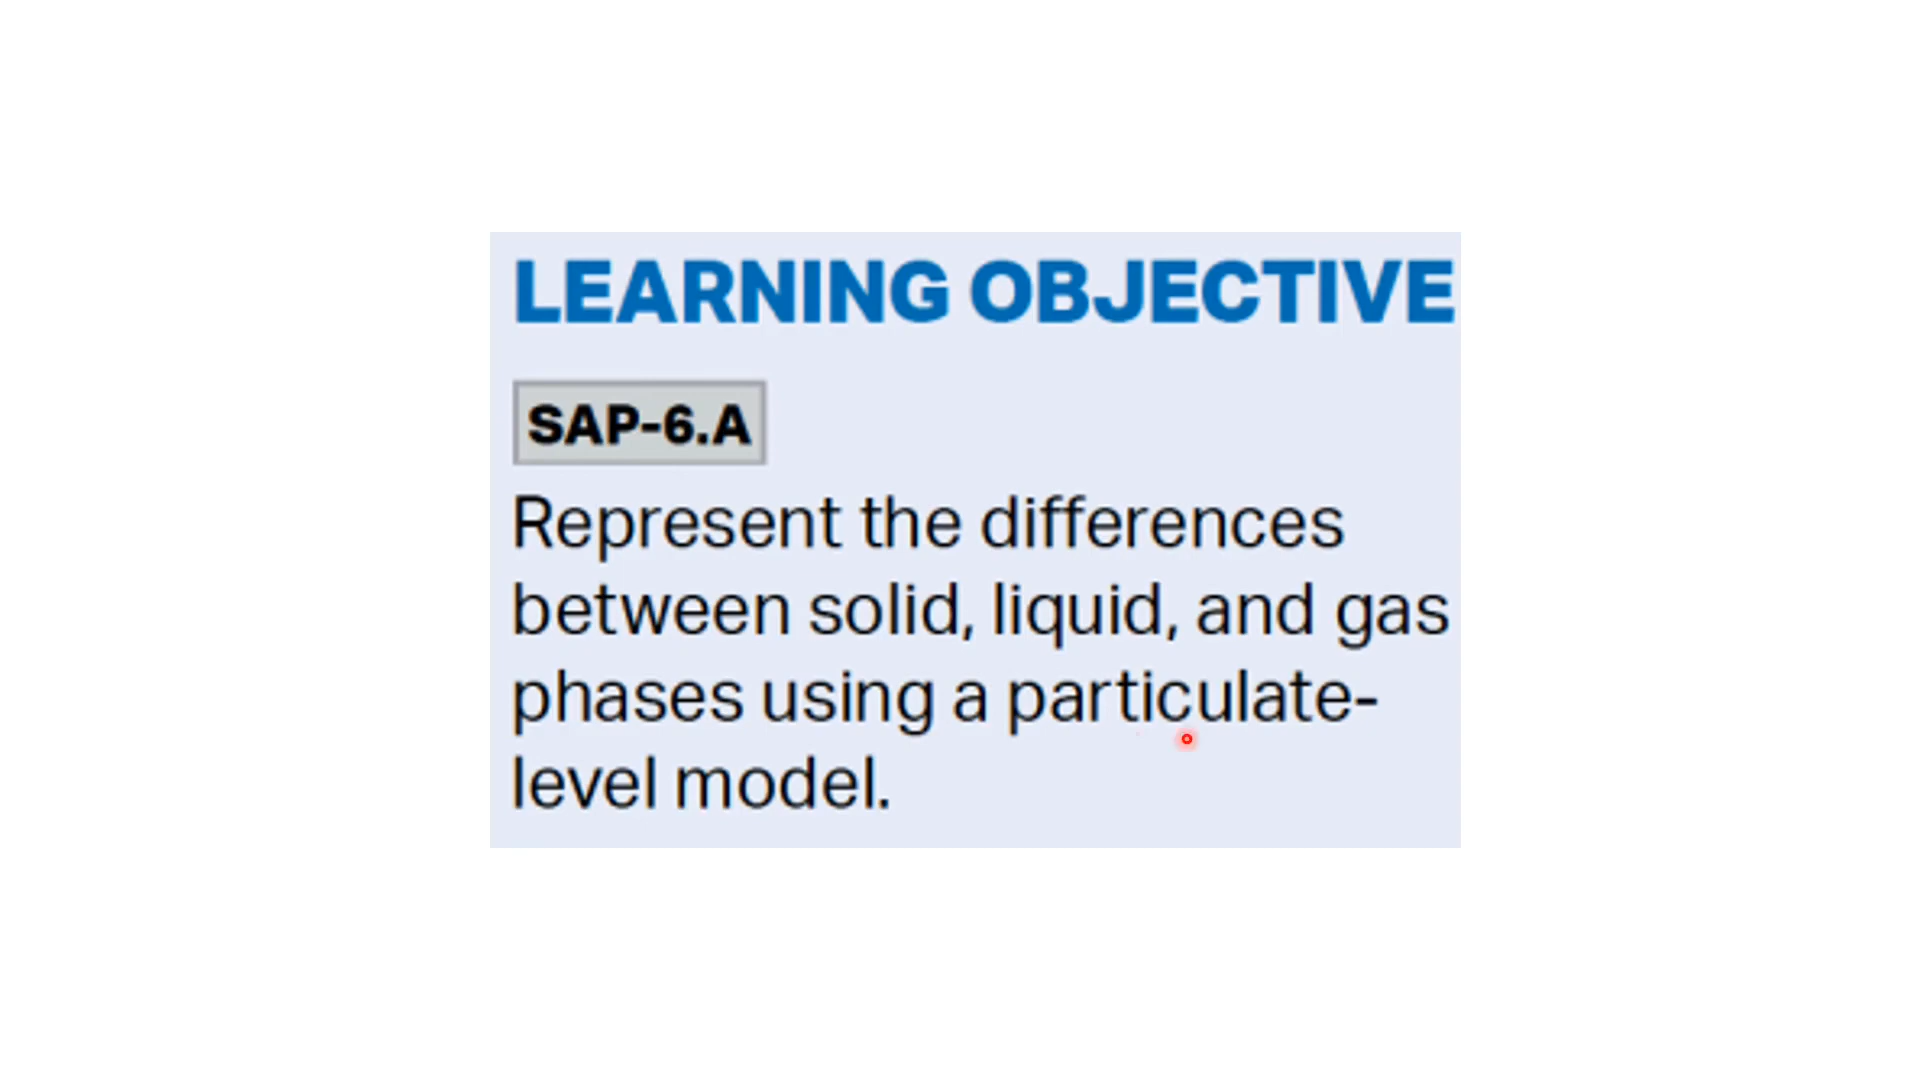 LEARNING OBJECTIVE
SAP-6.A
Represent the differences
between solid, liquid, and gas
phases using a particulate-
level model.